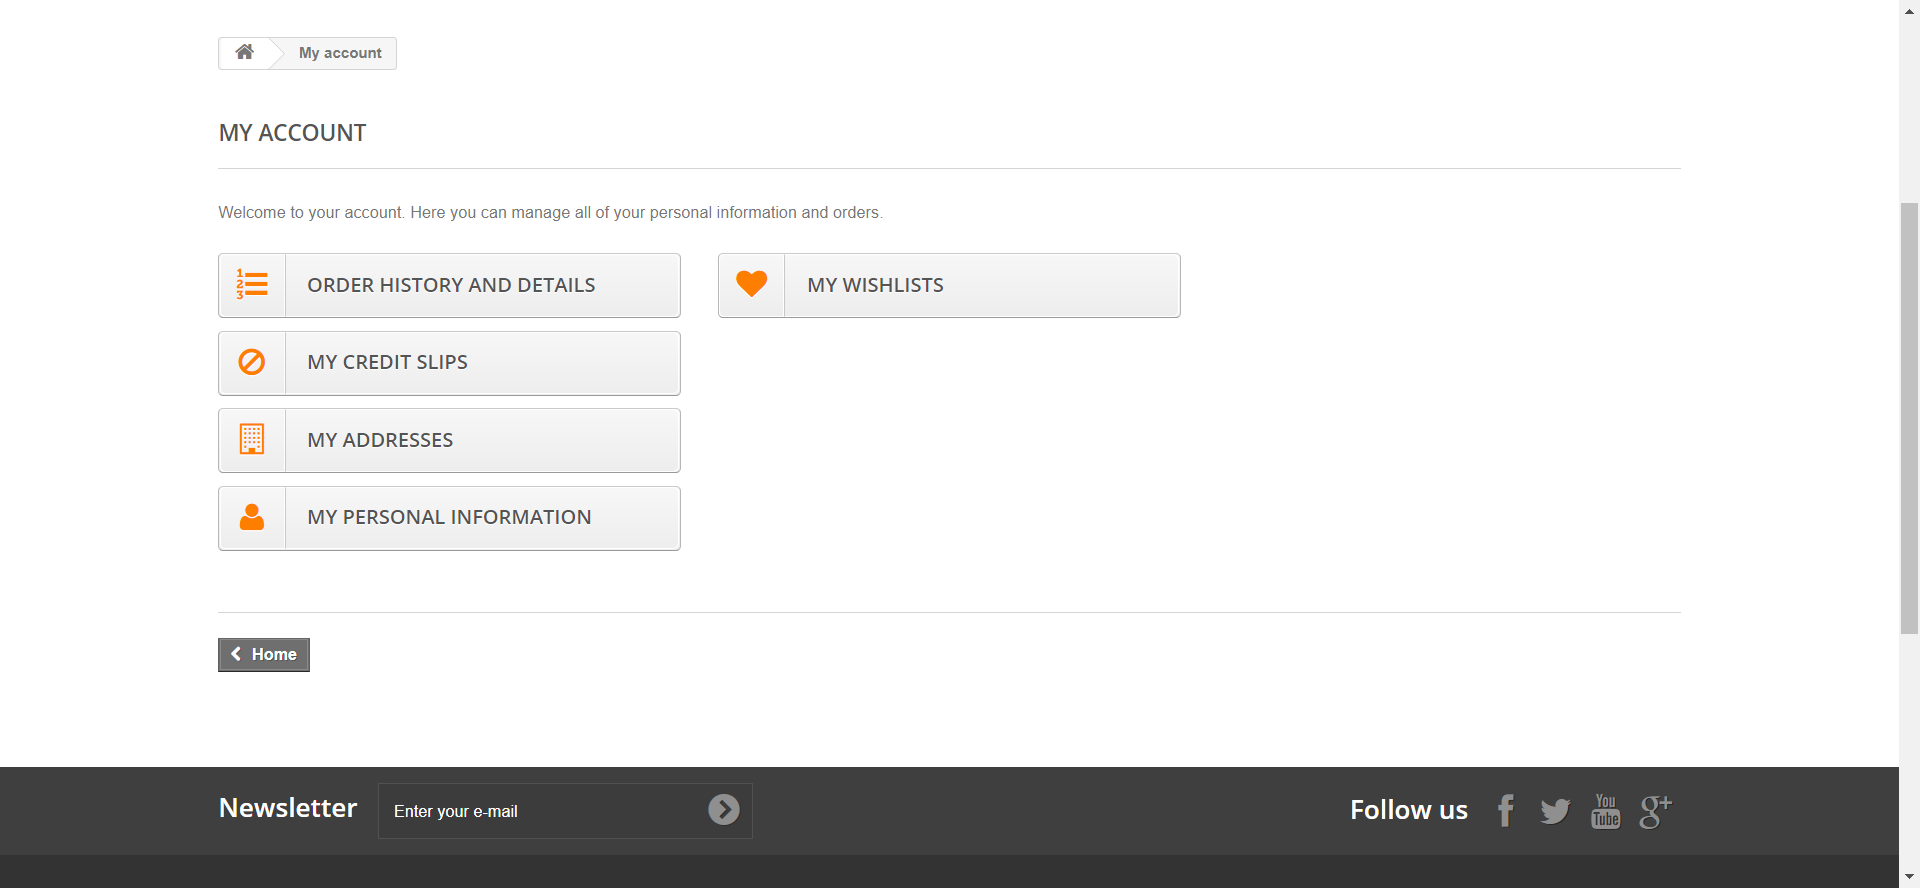 My account
MY ACCOUNT
Welcome to your account. Here you can manage all of your personal information and orders.
ORDER HISTORY AND DETAILS
MY WISHLISTS
MY CREDIT SLIPS
MY ADDRESSES
MY PERSONAL INFORMATION
Home
Newsletter
Enter your e-mail
Follow us
You
Tube